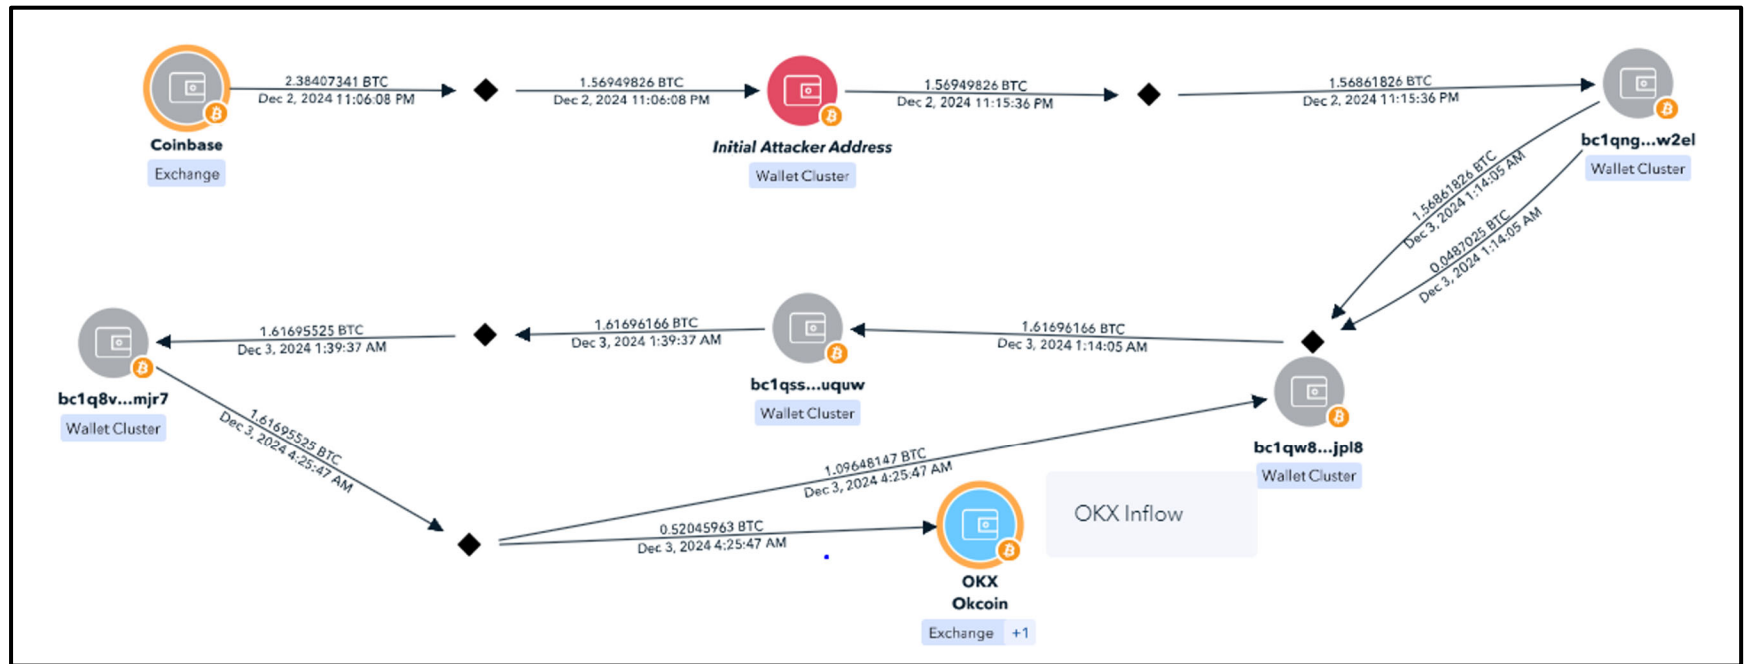 2.38407341 BTC
Dec 2, 2024 11:06:08 PM
1.56949826 BTC
Dec 2, 2024 11:06:08 PM
1.56949826 BTC
Dec 2, 2024 11:15:36 PM
1.56861826 BTC
Dec 2, 2024 11:15:36 PM
Coinbase
Exchange
Initial Attacker Address
Wallet Cluster
bc1qng...w2el
Wallet Cluster
1.56861826 BTC
Dec 3, 2024 1:14:05 AM
0.0487025 BTC
Dec 3, 2024 1:14:05 AM
1.61696166 BTC
Dec 3, 2024 1:14:05 AM
1.61696166 BTC
Dec 3, 2024 1:39:37 AM
1.61695525 BTC
Dec 3, 2024 1:39:37 AM
bc1qss...uquw
Wallet Cluster
bc1q8v...mjr7
Wallet Cluster
1.61695525 BTC
Dec 3, 2024 4:25:47 AM
1.09648147 BTC
Dec 3, 2024 4:25:47 AM
bc1qw8...jpl8
Wallet Cluster
0.52045963 BTC
Dec 3, 2024 4:25:47 AM
OKX Inflow
OKX
Okcoin
Exchange +1